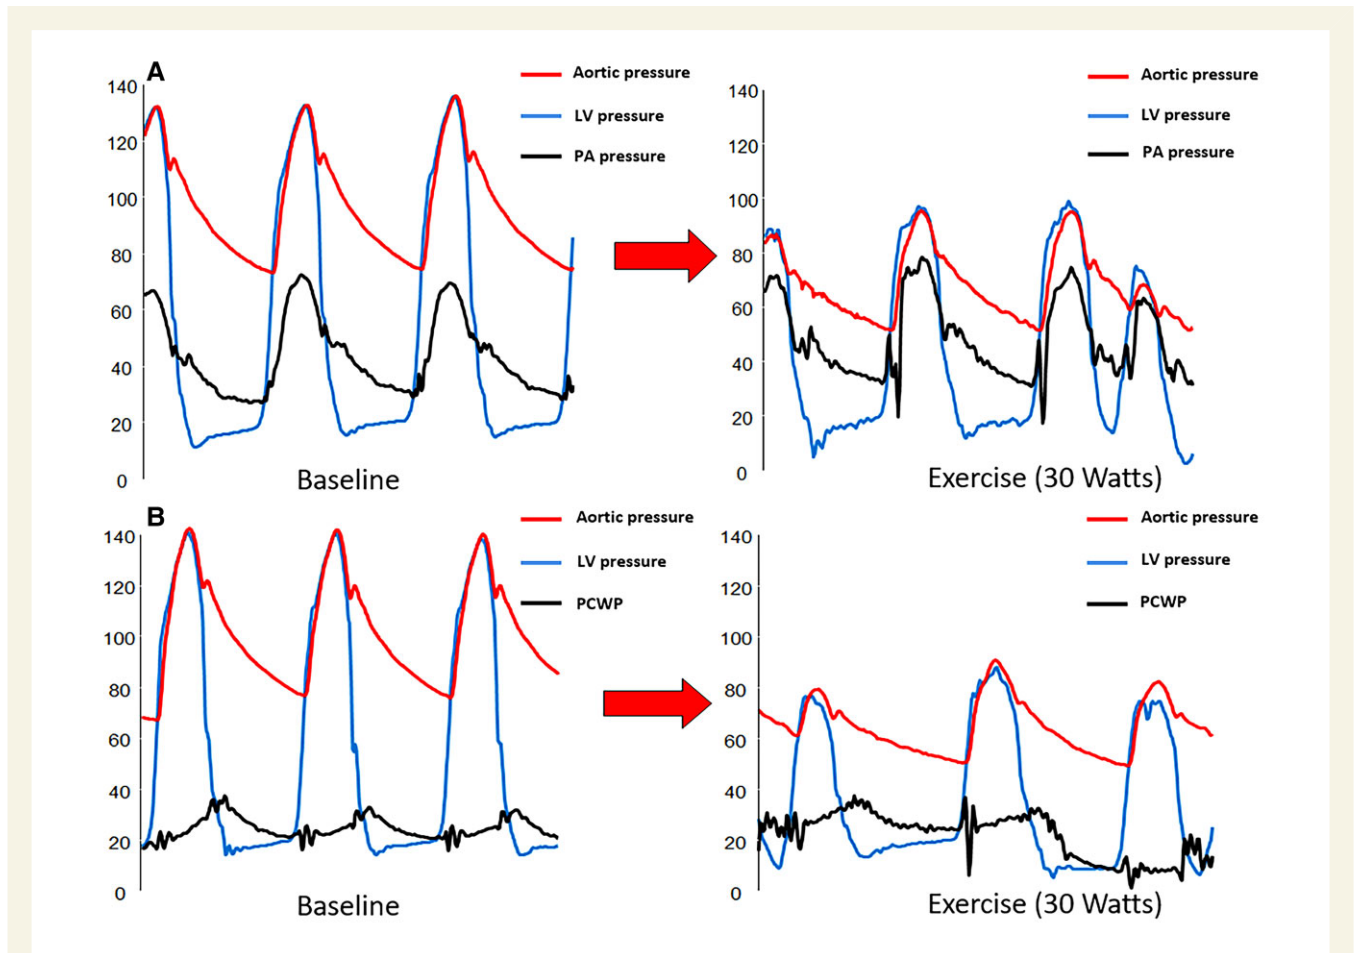 A
Aortic pressure
LV pressure
PA pressure
140
120
100
80
60
40
20
0
Baseline
Aortic pressure
LV pressure
PA pressure
140
120
100
80
60
40
20
0
Exercise (30 Watts)
B
Aortic pressure
LV pressure
PCWP
140
120
100
80
60
40
20
0
Baseline
Aortic pressure
LV pressure
PCWP
140
120
100
80
60
40
20
0
Exercise (30 Watts)